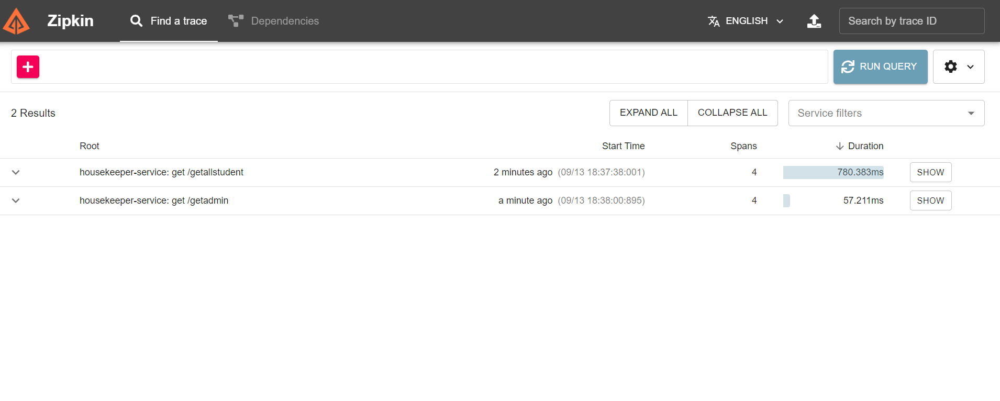 Zipkin Find a trace Dependencies ENGLISH Search by trace ID
RUN QUERY
2 Results EXPAND ALL COLLAPSE ALL Service filters
Root Start Time Spans Duration
housekeeper-service: get /getallstudent 2 minutes ago (09/13 18:37:38:001) 4 780.383ms SHOW
housekeeper-service: get /getadmin a minute ago (09/13 18:38:00:895) 4 57.211ms SHOW